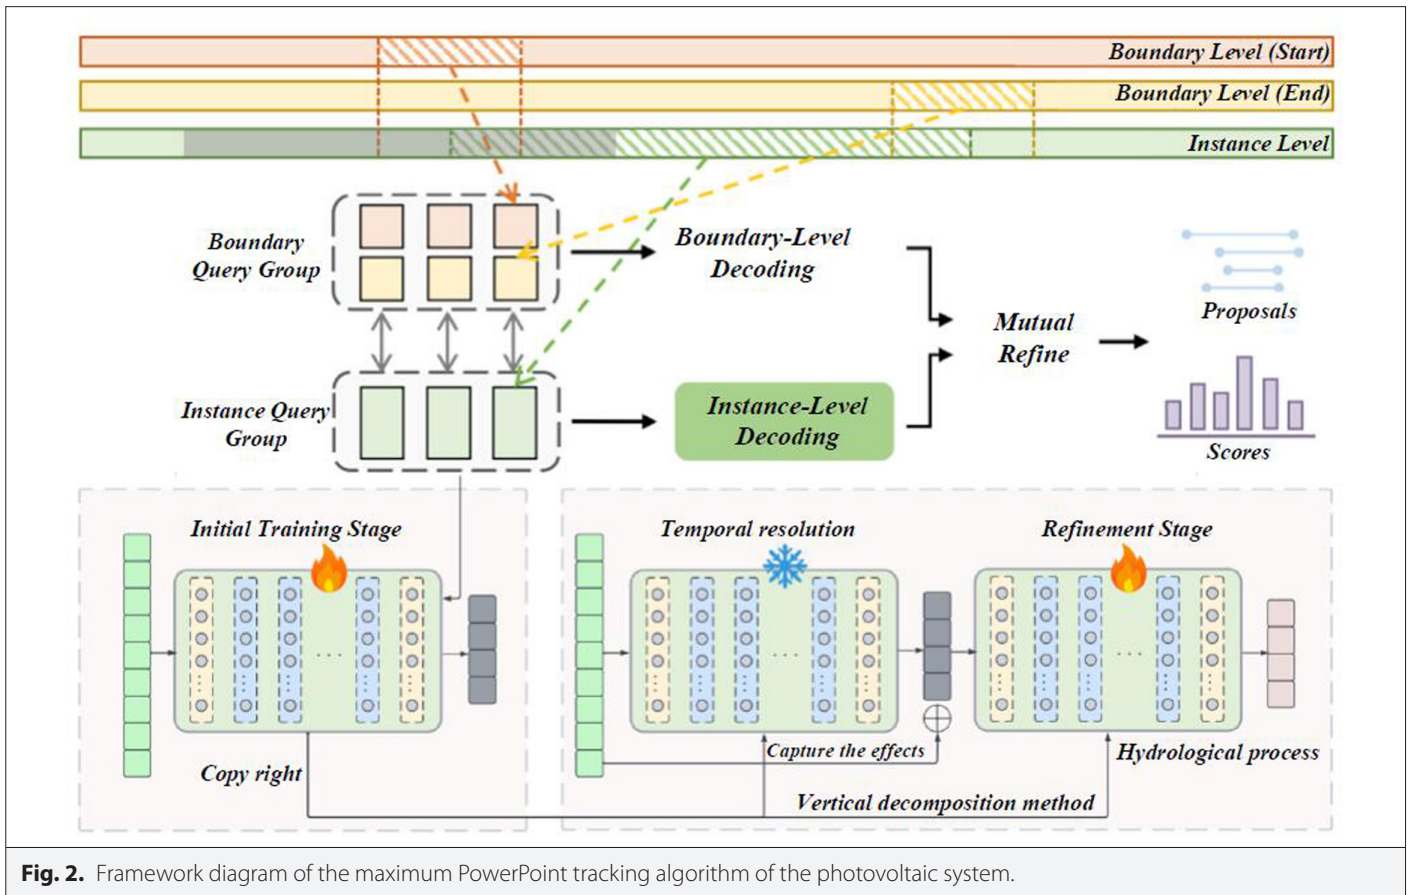 Boundary Level (Start)
Boundary Level (End)
Instance Level
Boundary
Query Group
Boundary-Level
Decoding
Mutual
Refine
Proposals
Instance Query
Group
Instance-Level
Decoding
Scores
Initial Training Stage
Temporal resolution
Refinement Stage
Capture the effects
Hydrological process
Copy right
Vertical decomposition method
Fig. 2. Framework diagram of the maximum PowerPoint tracking algorithm of the photovoltaic system.